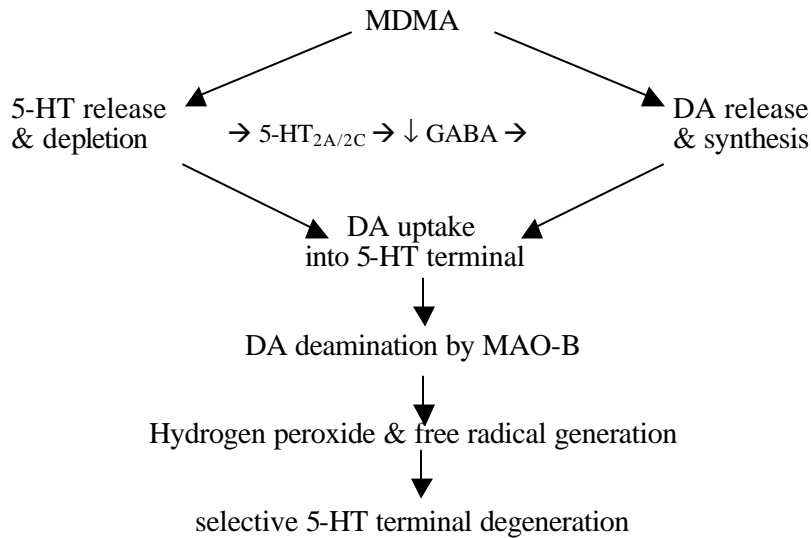 MDMA
5-HT release
& depletion
→ 5-HT2A/2C → ↓ GABA →
DA release
& synthesis
DA uptake
into 5-HT terminal
DA deamination by MAO-B
Hydrogen peroxide & free radical generation
selective 5-HT terminal degeneration